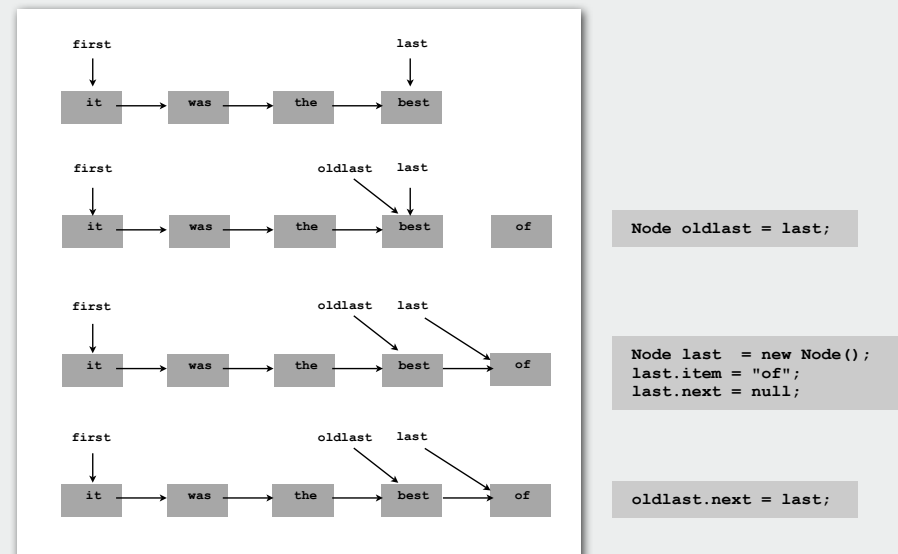 first last
it was the best
first oldlast last
it was the best of
Node oldlast = last;
first oldlast last
it was the best of
Node last  = new Node();
last.item = "of";
last.next = null;
first oldlast last
it was the best of
oldlast.next = last;